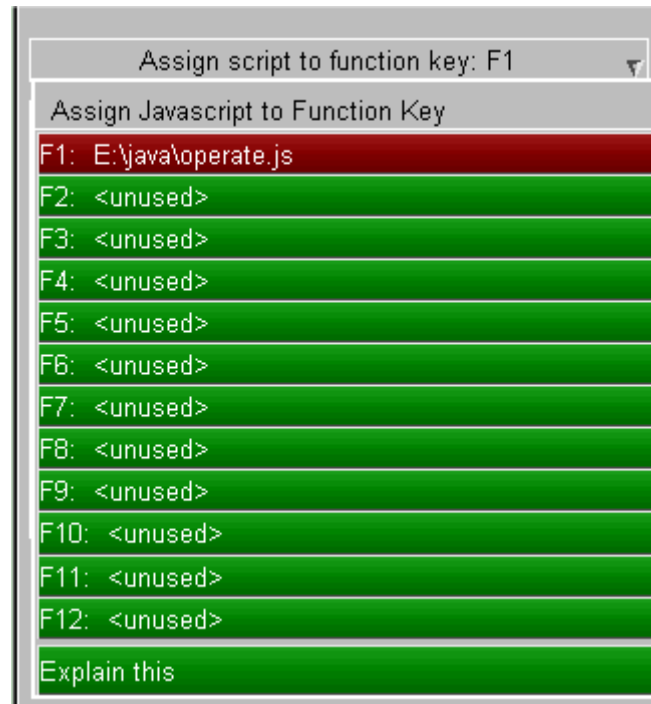 Assign script to function key: F1
Assign Javascript to Function Key
F1: E:\java\operate.js
F2: <unused>
F3: <unused>
F4: <unused>
F5: <unused>
F6: <unused>
F7: <unused>
F8: <unused>
F9: <unused>
F10: <unused>
F11: <unused>
F12: <unused>
Explain this